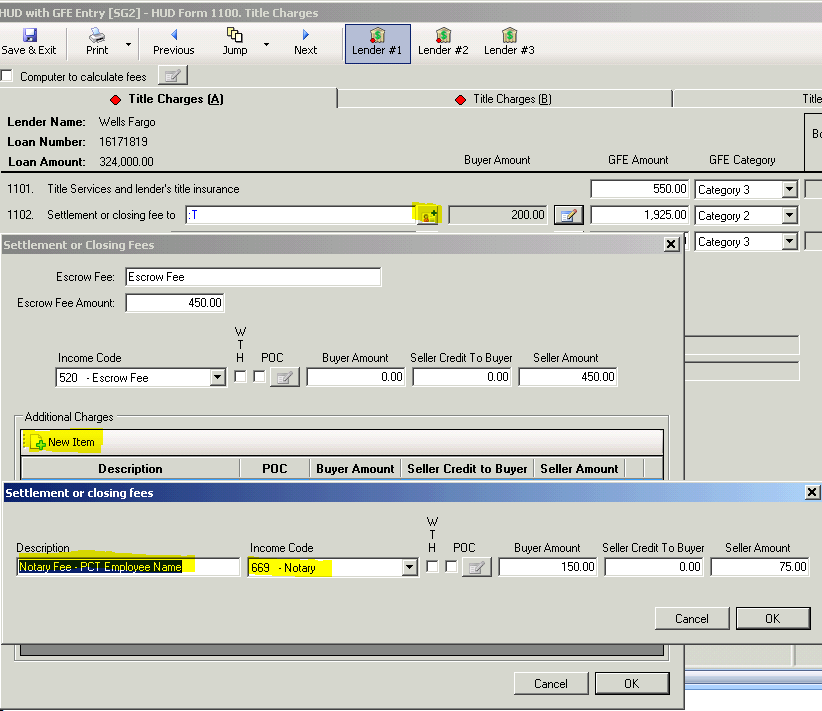 HUD with GFE Entry [SG2] - HUD Form 1100. Title Charges
Save & Exit Print Previous Jump Next Lender #1 Lender #2 Lender #3
Computer to calculate fees
Title Charges (A) Title Charges (B) Title
Lender Name: Wells Fargo
Loan Number: 16171819
Loan Amount: 324,000.00
Buyer Amount GFE Amount GFE Category
1101. Title Services and lender's title insurance 550.00 Category 3
1102. Settlement or closing fee to :T 200.00 1,925.00 Category 2
Category 3
Settlement or Closing Fees
Escrow Fee: Escrow Fee
Escrow Fee Amount: 450.00
W
T
Income Code H POC Buyer Amount Seller Credit To Buyer Seller Amount
520 - Escrow Fee 0.00 0.00 450.00
Additional Charges
New Item
Description POC Buyer Amount Seller Credit to Buyer Seller Amount
Settlement or closing fees
W
T
Description Income Code H POC Buyer Amount Seller Credit To Buyer Seller Amount
Notary Fee - PCT Employee Name 669 - Notary 150.00 0.00 75.00
Cancel OK
Cancel OK